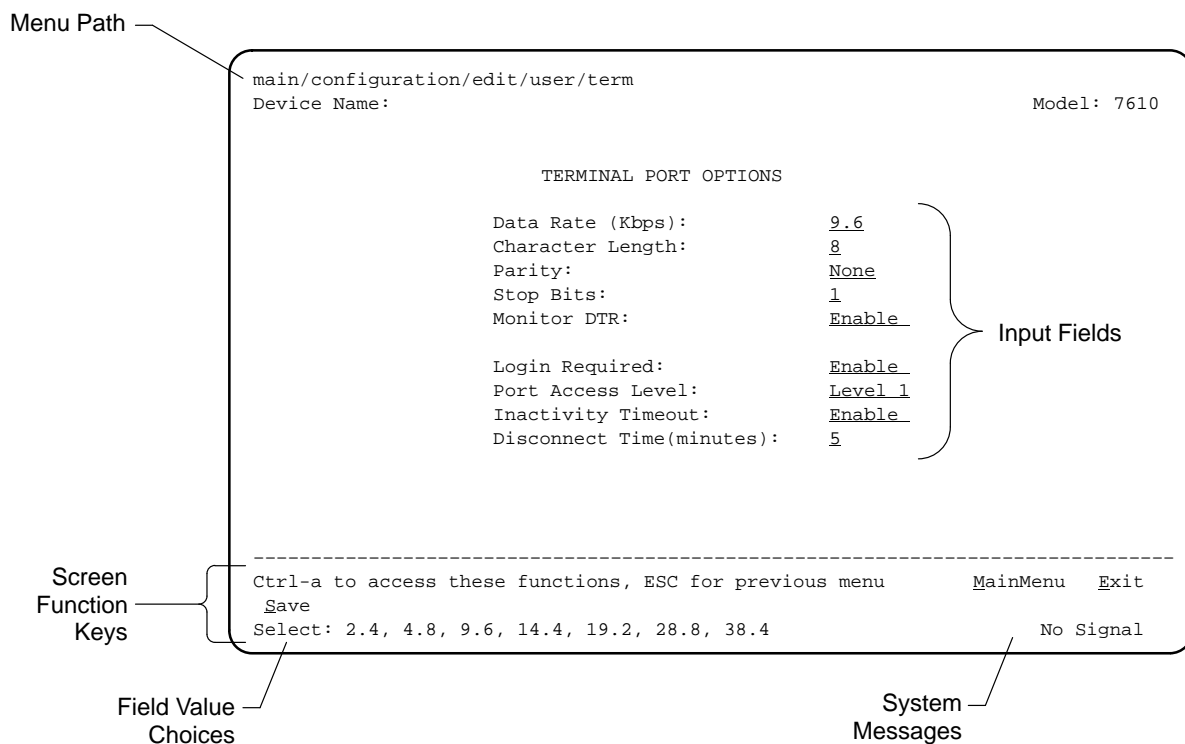 Menu Path
main/configuration/edit/user/term
Device Name: Model: 7610
TERMINAL PORT OPTIONS
Data Rate (Kbps): 9.6
Character Length: 8
Parity: None
Stop Bits: 1
Monitor DTR: Enable
Input Fields
Login Required: Enable
Port Access Level: Level 1
Inactivity Timeout: Enable
Disconnect Time(minutes): 5
Screen
Function
Keys
Ctrl-a to access these functions, ESC for previous menu MainMenu Exit
Save
Select: 2.4, 4.8, 9.6, 14.4, 19.2, 28.8, 38.4 No Signal
Field Value
Choices
System
Messages